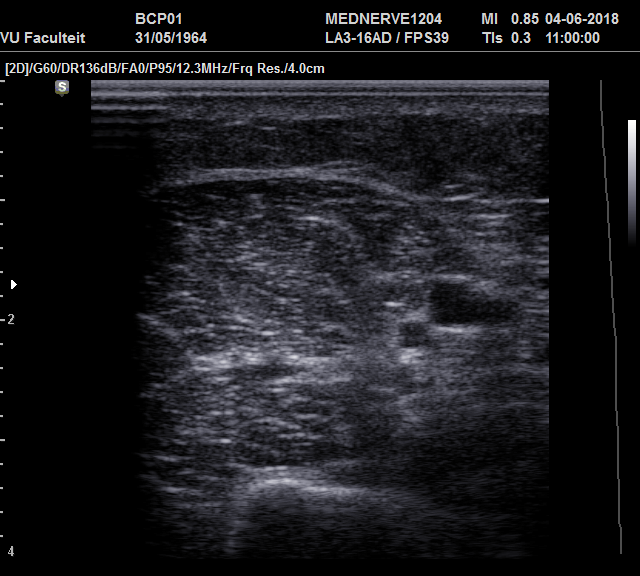 BCP01 MEDNERVE1204 MI 0.85 04-06-2018
VU Faculteit 31/05/1964 LA3-16AD / FPS39 TIs 0.3 11:00:00
[2D]/G60/DR136dB/FA0/P95/12.3MHz/Frq Res./4.0cm
S
2
4